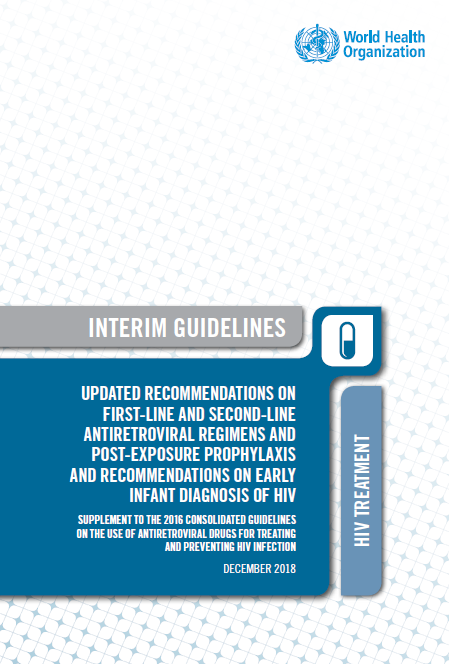 World Health
Organization
INTERIM GUIDELINES
UPDATED RECOMMENDATIONS ON
FIRST-LINE AND SECOND-LINE
ANTIRETROVIRAL REGIMENS AND
POST-EXPOSURE PROPHYLAXIS
AND RECOMMENDATIONS ON EARLY
INFANT DIAGNOSIS OF HIV
SUPPLEMENT TO THE 2016 CONSOLIDATED GUIDELINES
ON THE USE OF ANTIRETROVIRAL DRUGS FOR TREATING
AND PREVENTING HIV INFECTION
DECEMBER 2018
HIV TREATMENT